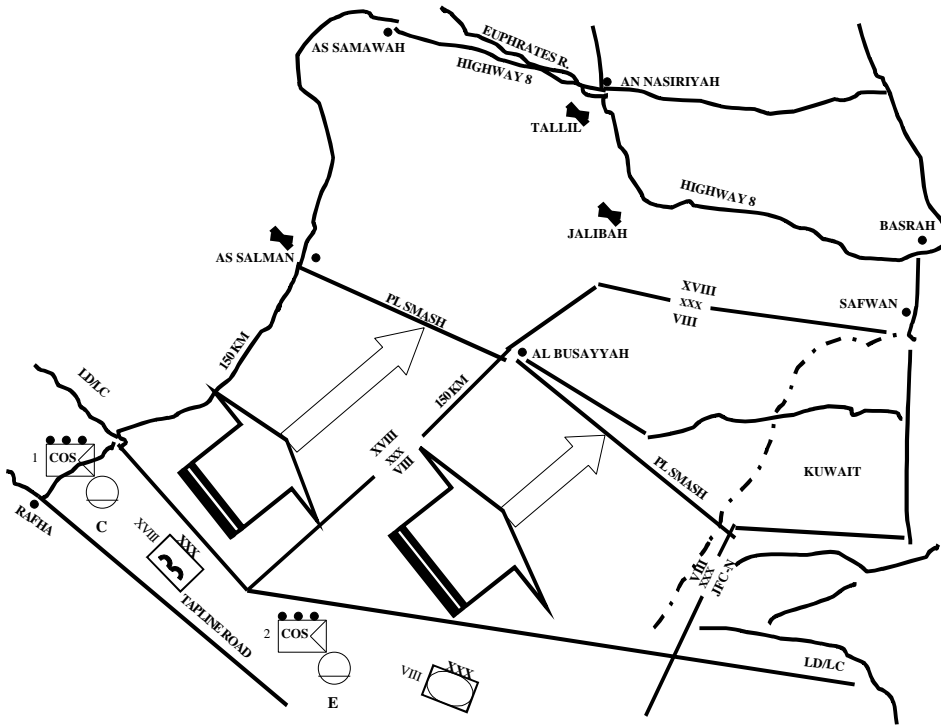 AS SAMAWAH
EUPHRATES R.
HIGHWAY 8
AN NASIRIYAH
TALLIL
HIGHWAY 8
JALIBAH
BASRAH
AS SALMAN
XVIII
XXX
VIII
SAFWAN
PL SMASH
150 KM
AL BUSAYYAH
LD/LC
150 KM
XVIII
XXX
VIII
1
COS
KUWAIT
PL SMASH
C
RAFHA
XVIII
XXX
VIII
XXX
JFC-N
TAPLINE ROAD
2
COS
E
VIII
XXX
LD/LC